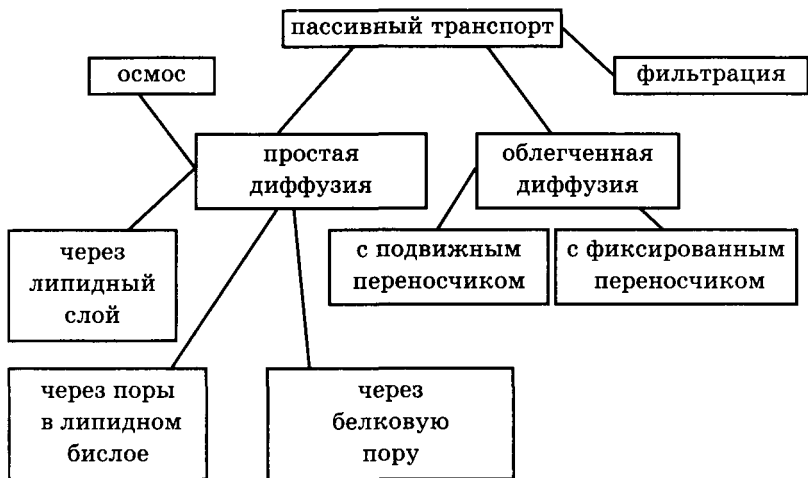 пассивный транспорт
осмос
фильтрация
простая
диффузия
облегченная
диффузия
через
липидный
слой
с подвижным
переносчиком
с фиксированным
переносчиком
через поры
в липидном
бислое
через
белковую
пору